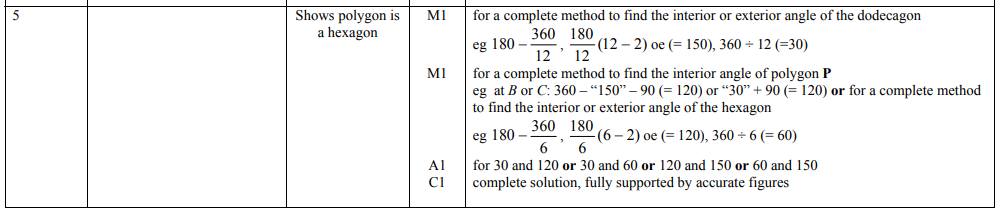 5 Shows polygon is a hexagon M1 for a complete method to find the interior or exterior angle of the dodecagon
eg 180 – 360/12 , 180/12 (12 – 2) oe (= 150), 360 ÷ 12 (=30)
M1 for a complete method to find the interior angle of polygon P
eg at B or C: 360 – “150” – 90 (= 120) or “30” + 90 (= 120) or for a complete method
to find the interior or exterior angle of the hexagon
eg 180 – 360/6 , 180/6 (6 – 2) oe (= 120), 360 ÷ 6 (= 60)
A1 for 30 and 120 or 30 and 60 or 120 and 150 or 60 and 150
C1 complete solution, fully supported by accurate figures